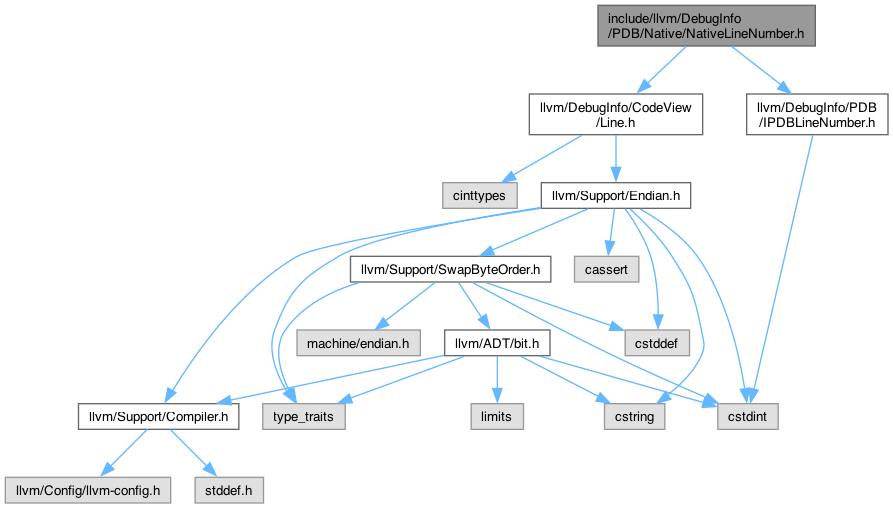 include/llvm/DebugInfo
/PDB/Native/NativeLineNumber.h
llvm/DebugInfo/CodeView
/Line.h
llvm/DebugInfo/PDB
/IPDBLineNumber.h
cinttypes
llvm/Support/Endian.h
llvm/Support/SwapByteOrder.h
cassert
machine/endian.h
llvm/ADT/bit.h
cstddef
llvm/Support/Compiler.h
type_traits
limits
cstring
cstdint
llvm/Config/llvm-config.h
stddef.h